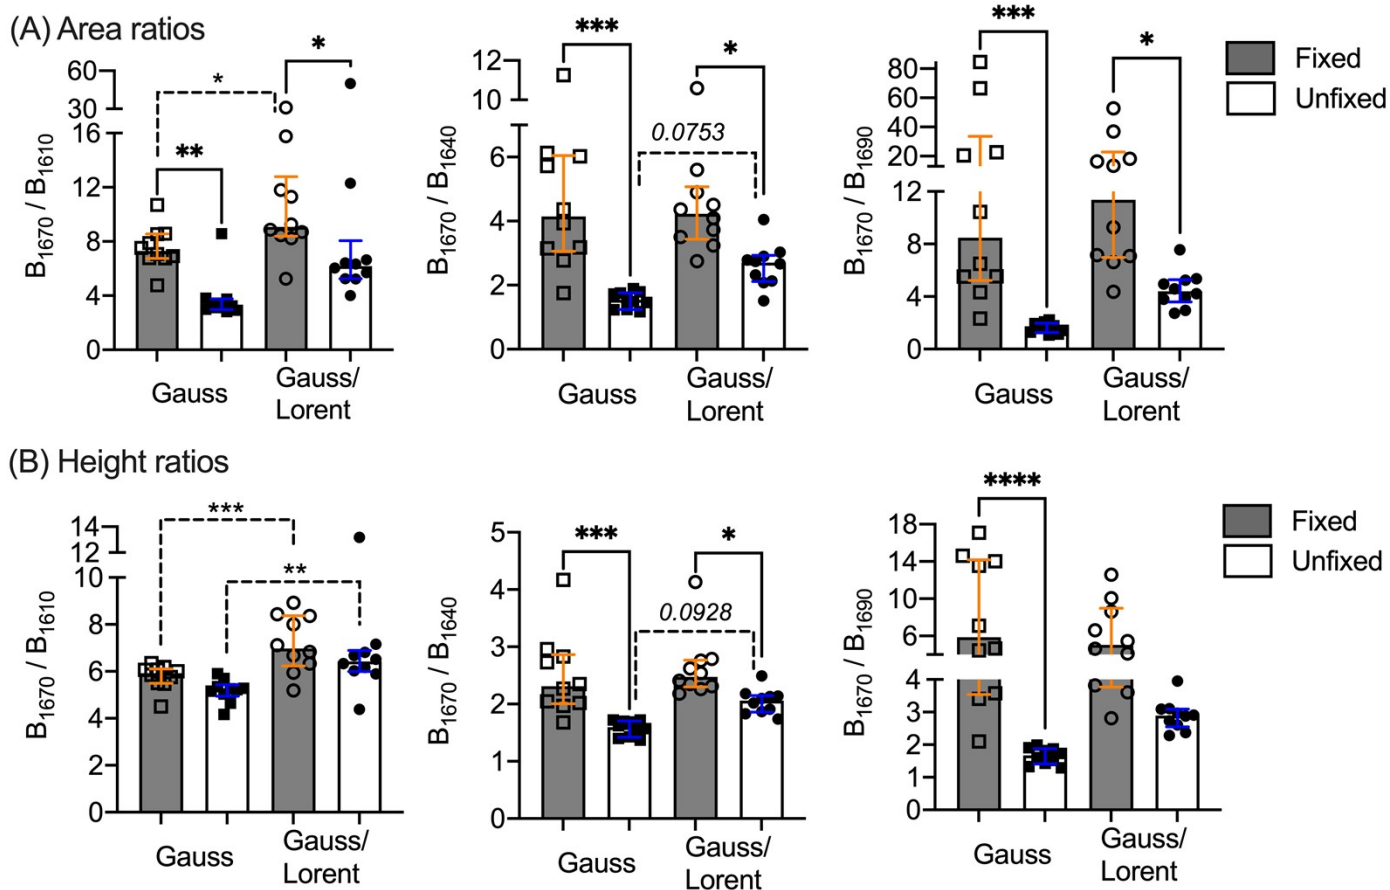 (A) Area ratios
***
***
*
*
*
*
**
0.0753
Fixed
Unfixed
60
30
16
12
8
4
0
B1670 / B1610
Gauss
Gauss/
Lorent
12
10
6
4
2
0
B1670 / B1640
Gauss
Gauss/
Lorent
80
60
40
20
12
8
4
0
B1670 / B1690
Gauss
Gauss/
Lorent
(B) Height ratios
***
**
***
*
0.0928
****
Fixed
Unfixed
14
12
10
8
6
4
2
0
B1670 / B1610
Gauss
Gauss/
Lorent
5
4
3
2
1
0
B1670 / B1640
Gauss
Gauss/
Lorent
18
14
10
6
4
3
2
1
0
B1670 / B1690
Gauss
Gauss/
Lorent